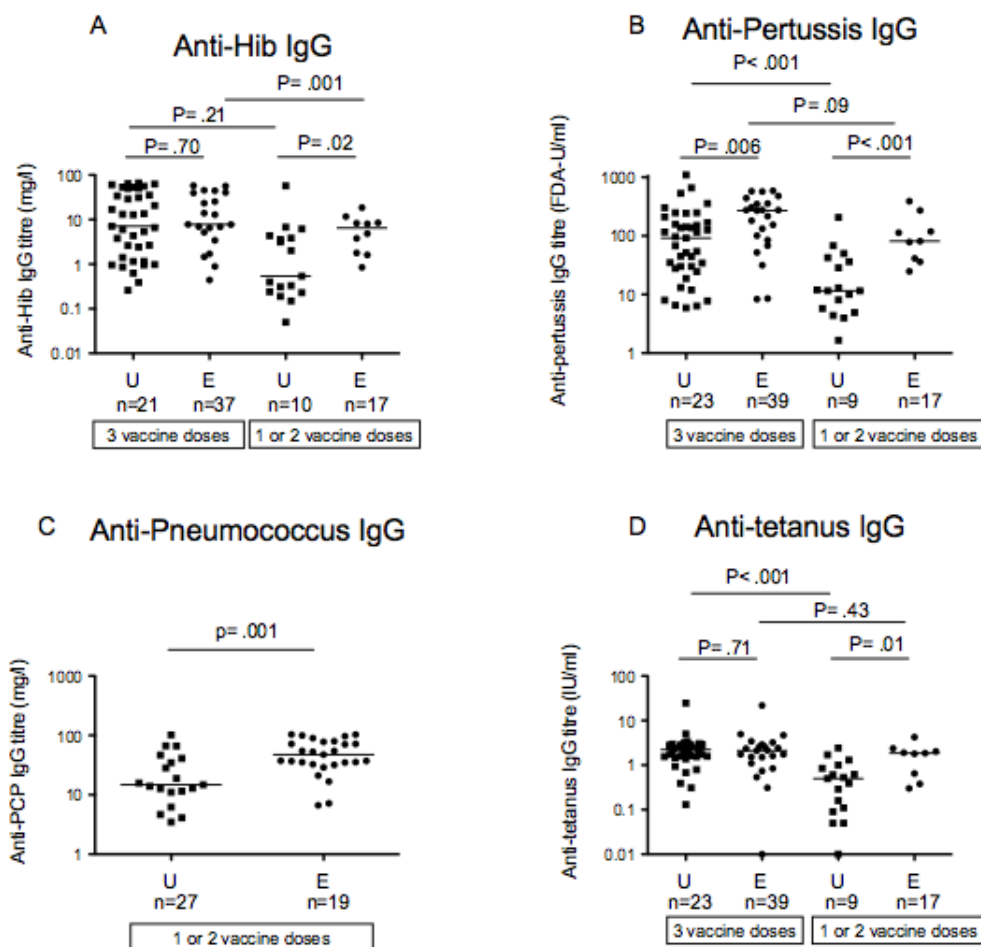 A
Anti-Hib IgG
P= .001
P= .21
P= .70
P= .02
Anti-Hib IgG titre (mg/l)
100
10
1
0.1
0.01
U E U E
n=21 n=37 n=10 n=17
3 vaccine doses 1 or 2 vaccine doses
B
Anti-Pertussis IgG
P< .001
P= .09
P= .006
P< .001
Anti-pertussis IgG titre (FDA-U/ml)
1000
100
10
1
U E U E
n=23 n=39 n=9 n=17
3 vaccine doses 1 or 2 vaccine doses
C
Anti-Pneumococcus IgG
p= .001
Anti-PCP IgG titre (mg/l)
1000
100
10
1
U E
n=27 n=19
1 or 2 vaccine doses
D
Anti-tetanus IgG
P< .001
P= .43
P= .71
P= .01
Anti-tetanus IgG titre (IU/ml)
100
10
1
0.1
0.01
U E U E
n=23 n=39 n=9 n=17
3 vaccine doses 1 or 2 vaccine doses